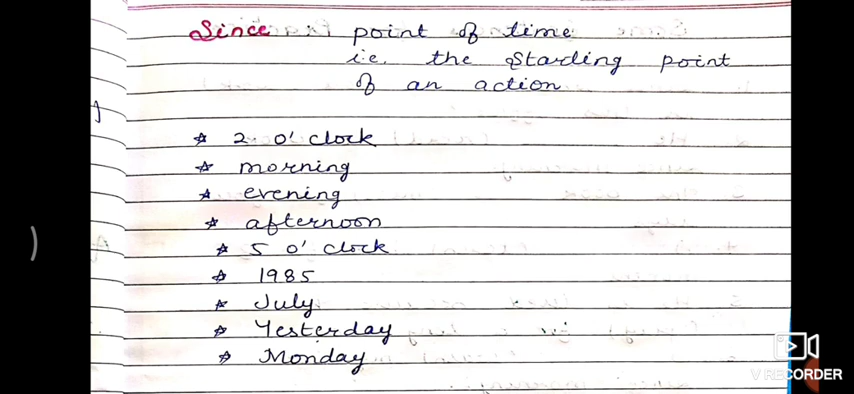 Since : point of time
i.e. the starting point
of an action
☆ 2 o'clock
☆ morning
☆ evening
☆ afternoon
☆ 5 o'clock
☆ 1985
☆ July
☆ Yesterday
☆ Monday
V RECORDER